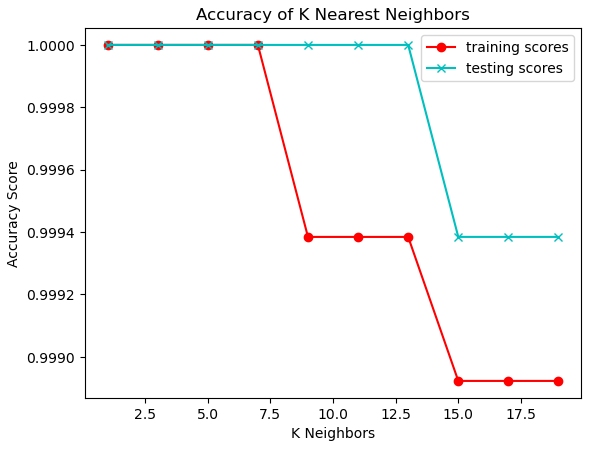 Accuracy of K Nearest Neighbors
training scores
testing scores
Accuracy Score
1.0000
0.9998
0.9996
0.9994
0.9992
0.9990
2.5 5.0 7.5 10.0 12.5 15.0 17.5
K Neighbors